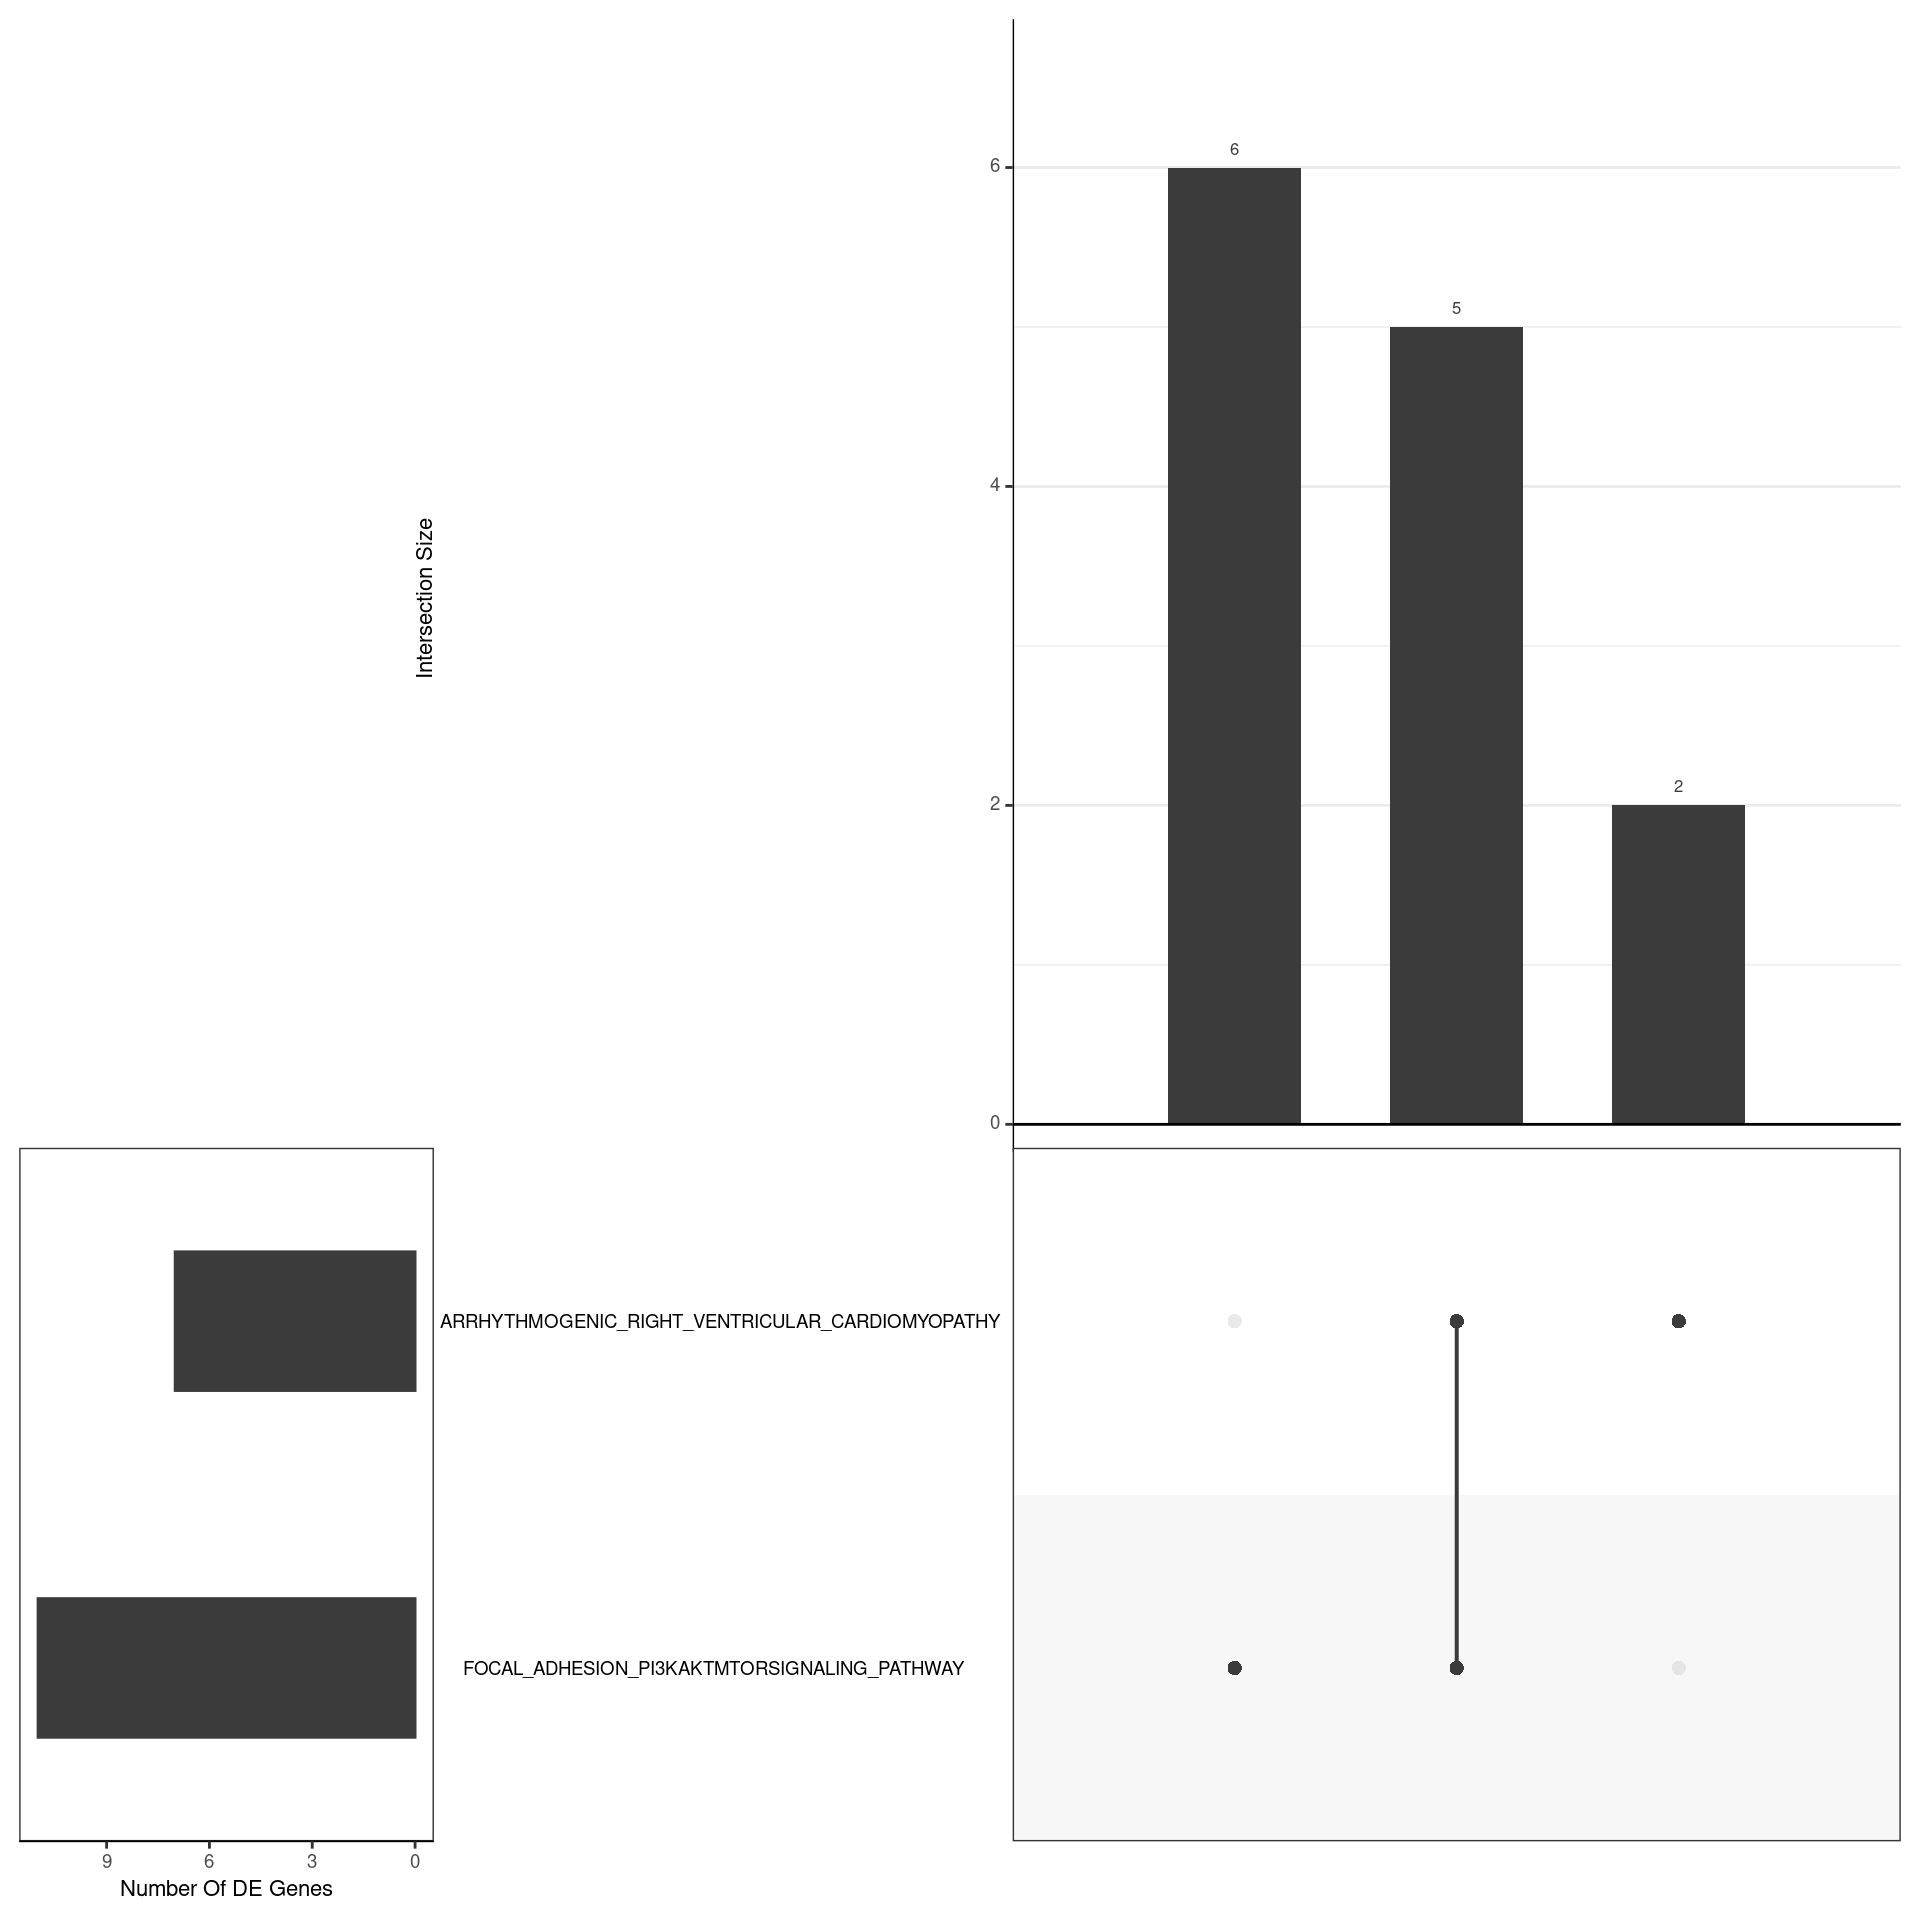 6
6
5
4
Intersection Size
2
2
0
ARRHYTHMOGENIC_RIGHT_VENTRICULAR_CARDIOMYOPATHY
FOCAL_ADHESION_PI3KAKTMTORSIGNALING_PATHWAY
9 6 3 0
Number Of DE Genes